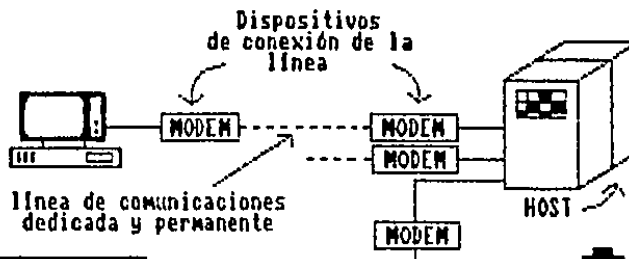 Dispositivos
de conexión de la
línea
MODEM
MODEM
MODEM
línea de comunicaciones
dedicada y permanente
HOST
MODEM